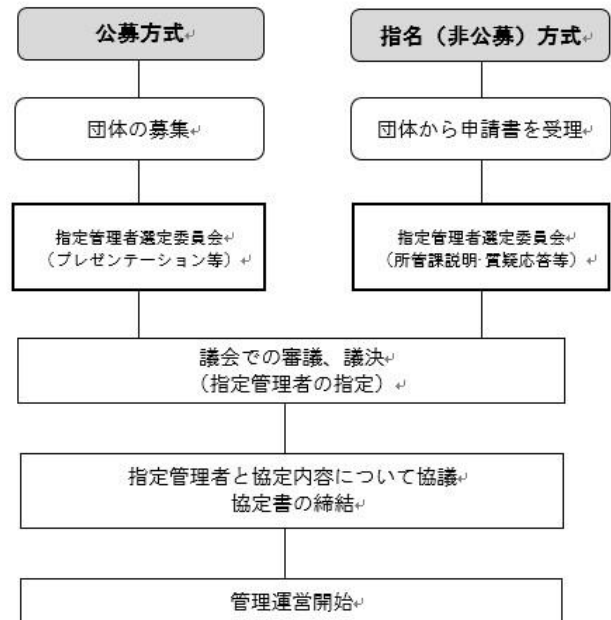 公募方式
指名（非公募）方式
団体の募集
団体から申請書を受理
指定管理者選定委員会
（プレゼンテーション等）
指定管理者選定委員会
（所管課説明・質疑応答等）
議会での審議、議決
（指定管理者の指定）
指定管理者と協定内容について協議
協定書の締結
管理運営開始